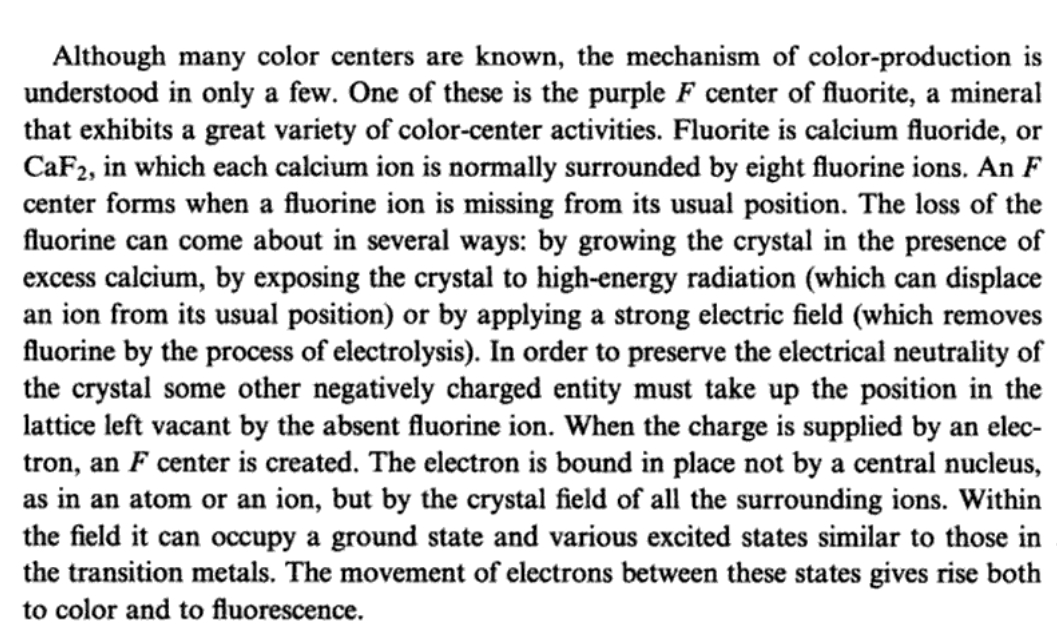 Although many color centers are known, the mechanism of color-production is
understood in only a few. One of these is the purple F center of fluorite, a mineral
that exhibits a great variety of color-center activities. Fluorite is calcium fluoride, or
CaF₂, in which each calcium ion is normally surrounded by eight fluorine ions. An F
center forms when a fluorine ion is missing from its usual position. The loss of the
fluorine can come about in several ways: by growing the crystal in the presence of
excess calcium, by exposing the crystal to high-energy radiation (which can displace
an ion from its usual position) or by applying a strong electric field (which removes
fluorine by the process of electrolysis). In order to preserve the electrical neutrality of
the crystal some other negatively charged entity must take up the position in the
lattice left vacant by the absent fluorine ion. When the charge is supplied by an elec-
tron, an F center is created. The electron is bound in place not by a central nucleus,
as in an atom or an ion, but by the crystal field of all the surrounding ions. Within
the field it can occupy a ground state and various excited states similar to those in
the transition metals. The movement of electrons between these states gives rise both
to color and to fluorescence.